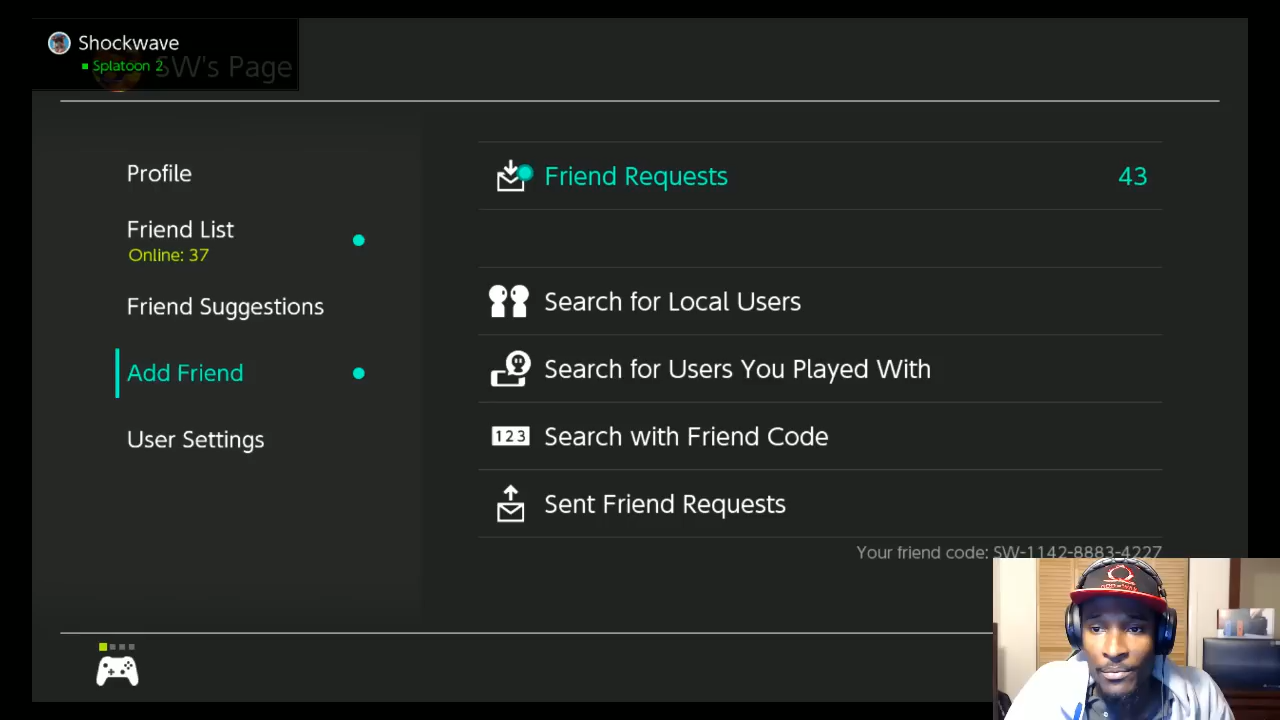 Shockwave
Splatoon 2
SW's Page
Profile
Friend List
Online: 37
Friend Suggestions
Add Friend
User Settings
Friend Requests 43
Search for Local Users
Search for Users You Played With
123 Search with Friend Code
Sent Friend Requests
Your friend code: SW-1142-8883-4227